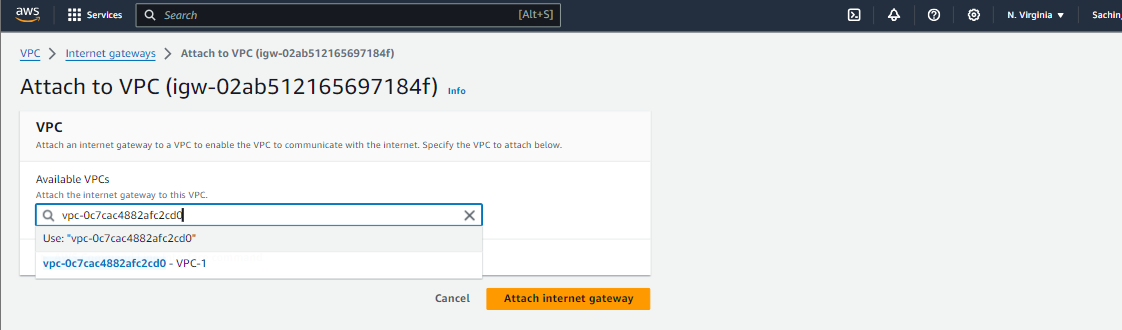 aws Services Search [Alt+S] N. Virginia Sachin
VPC > Internet gateways > Attach to VPC (igw-02ab512165697184f)
Attach to VPC (igw-02ab512165697184f) Info
VPC
Attach an internet gateway to a VPC to enable the VPC to communicate with the internet. Specify the VPC to attach below.
Available VPCs
Attach the internet gateway to this VPC.
vpc-0c7cac4882afc2cd0
Use: "vpc-0c7cac4882afc2cd0"
vpc-0c7cac4882afc2cd0 - VPC-1
Cancel Attach internet gateway